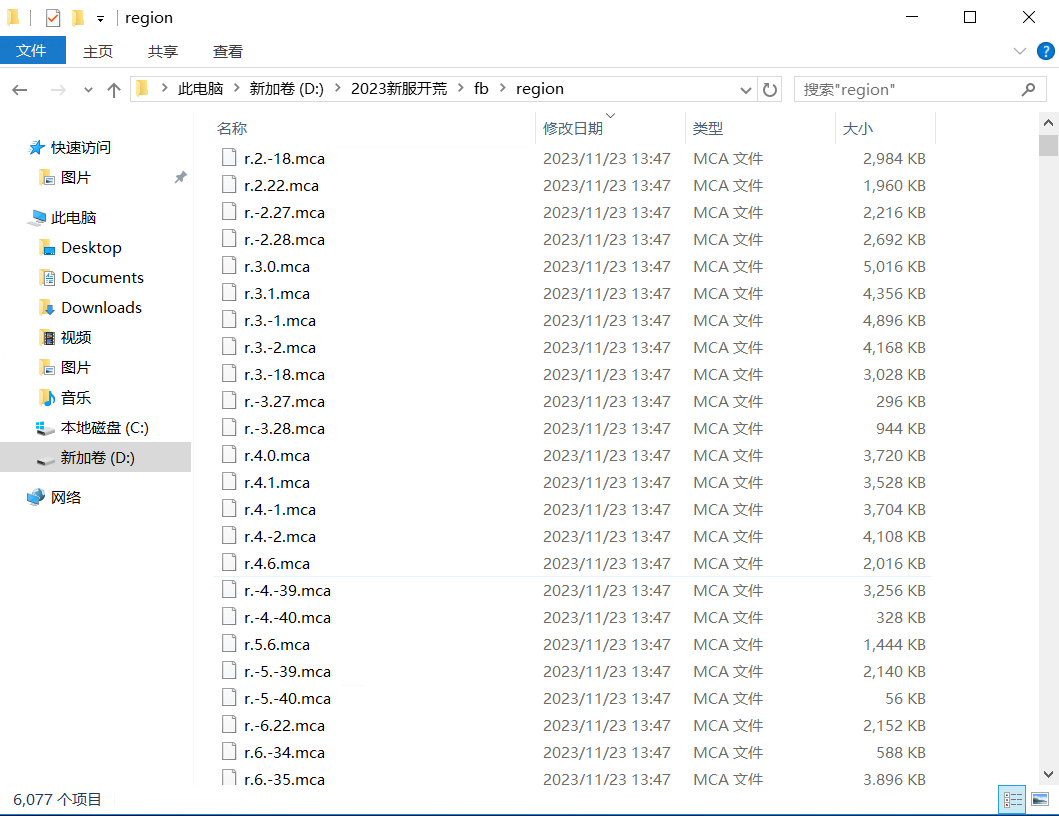 region
文件 主页 共享 查看
此电脑 新加卷 (D:) 2023新服开荒 fb region 搜索"region"
快速访问
图片
此电脑
Desktop
Documents
Downloads
视频
图片
音乐
本地磁盘 (C:)
新加卷 (D:)
网络
名称 修改日期 类型 大小
r.2.-18.mca 2023/11/23 13:47 MCA 文件 2,984 KB
r.2.22.mca 2023/11/23 13:47 MCA 文件 1,960 KB
r.-2.27.mca 2023/11/23 13:47 MCA 文件 2,216 KB
r.-2.28.mca 2023/11/23 13:47 MCA 文件 2,692 KB
r.3.0.mca 2023/11/23 13:47 MCA 文件 5,016 KB
r.3.1.mca 2023/11/23 13:47 MCA 文件 4,356 KB
r.3.-1.mca 2023/11/23 13:47 MCA 文件 4,896 KB
r.3.-2.mca 2023/11/23 13:47 MCA 文件 4,168 KB
r.3.-18.mca 2023/11/23 13:47 MCA 文件 3,028 KB
r.-3.27.mca 2023/11/23 13:47 MCA 文件 296 KB
r.-3.28.mca 2023/11/23 13:47 MCA 文件 944 KB
r.4.0.mca 2023/11/23 13:47 MCA 文件 3,720 KB
r.4.1.mca 2023/11/23 13:47 MCA 文件 3,528 KB
r.4.-1.mca 2023/11/23 13:47 MCA 文件 3,704 KB
r.4.-2.mca 2023/11/23 13:47 MCA 文件 4,108 KB
r.4.6.mca 2023/11/23 13:47 MCA 文件 2,016 KB
r.-4.-39.mca 2023/11/23 13:47 MCA 文件 3,256 KB
r.-4.-40.mca 2023/11/23 13:47 MCA 文件 328 KB
r.5.6.mca 2023/11/23 13:47 MCA 文件 1,444 KB
r.-5.-39.mca 2023/11/23 13:47 MCA 文件 2,140 KB
r.-5.-40.mca 2023/11/23 13:47 MCA 文件 56 KB
r.-6.22.mca 2023/11/23 13:47 MCA 文件 2,152 KB
r.6.-34.mca 2023/11/23 13:47 MCA 文件 588 KB
r.6.-35.mca 2023/11/23 13:47 MCA 文件 3,896 KB
6,077 个项目